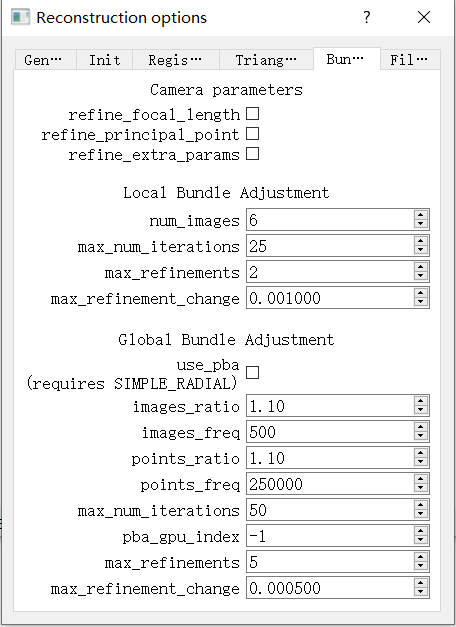 Reconstruction options
?
Gen… Init Regis… Triang… Bun… Fil…
Camera parameters
refine_focal_length
refine_principal_point
refine_extra_params
Local Bundle Adjustment
num_images 6
max_num_iterations 25
max_refinements 2
max_refinement_change 0.001000
Global Bundle Adjustment
use_pba
(requires SIMPLE_RADIAL)
images_ratio 1.10
images_freq 500
points_ratio 1.10
points_freq 250000
max_num_iterations 50
pba_gpu_index -1
max_refinements 5
max_refinement_change 0.000500